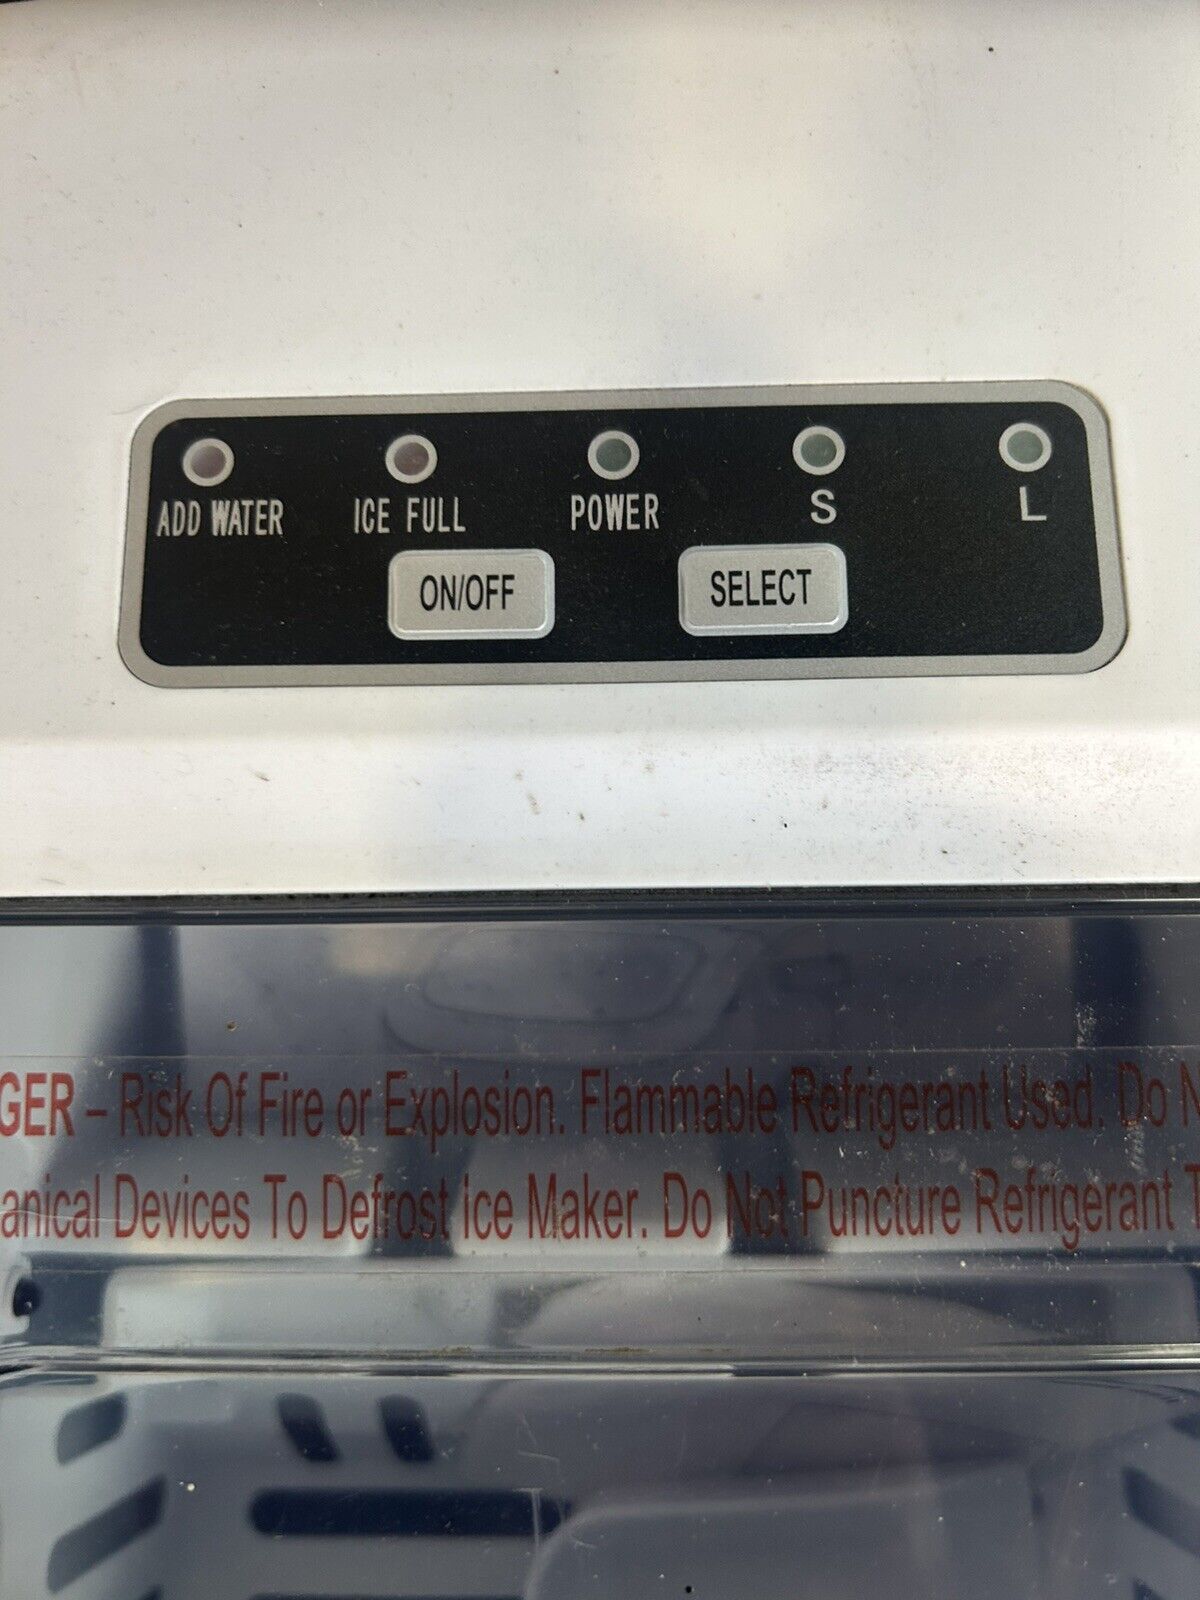 ADD WATER ICE FULL POWER S L
ON/OFF SELECT
GER – Risk Of Fire or Explosion. Flammable Refrigerant Used. Do N
anical Devices To Defrost Ice Maker. Do Not Puncture Refrigerant T